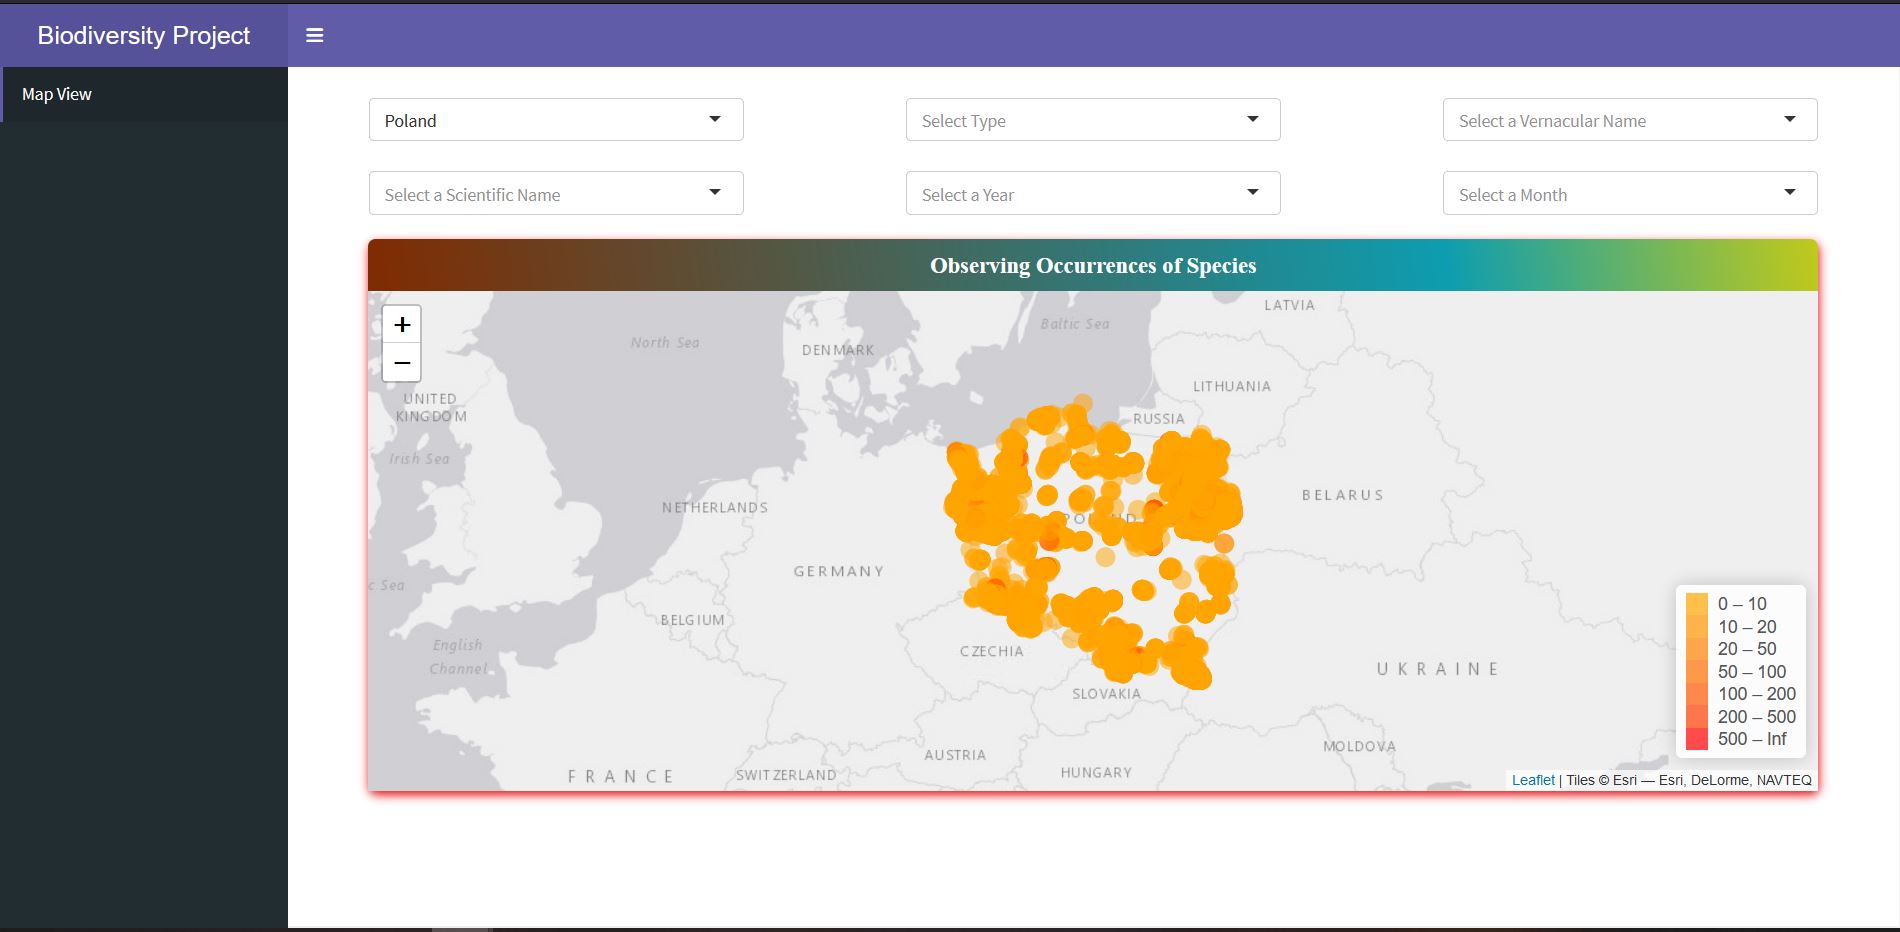 Biodiversity Project
Map View
Poland
Select Type
Select a Vernacular Name
Select a Scientific Name
Select a Year
Select a Month
Observing Occurrences of Species
+
−
LATVIA
Baltic Sea
North Sea
DENMARK
LITHUANIA
UNITED
KINGDOM
RUSSIA
Irish Sea
BELARUS
NETHERLANDS
POLAND
GERMANY
c Sea
BELGIUM
English
Channel
CZECHIA
UKRAINE
SLOVAKIA
AUSTRIA
MOLDOVA
FRANCE
SWITZERLAND
HUNGARY
0 – 10
10 – 20
20 – 50
50 – 100
100 – 200
200 – 500
500 – Inf
Leaflet | Tiles © Esri — Esri, DeLorme, NAVTEQ